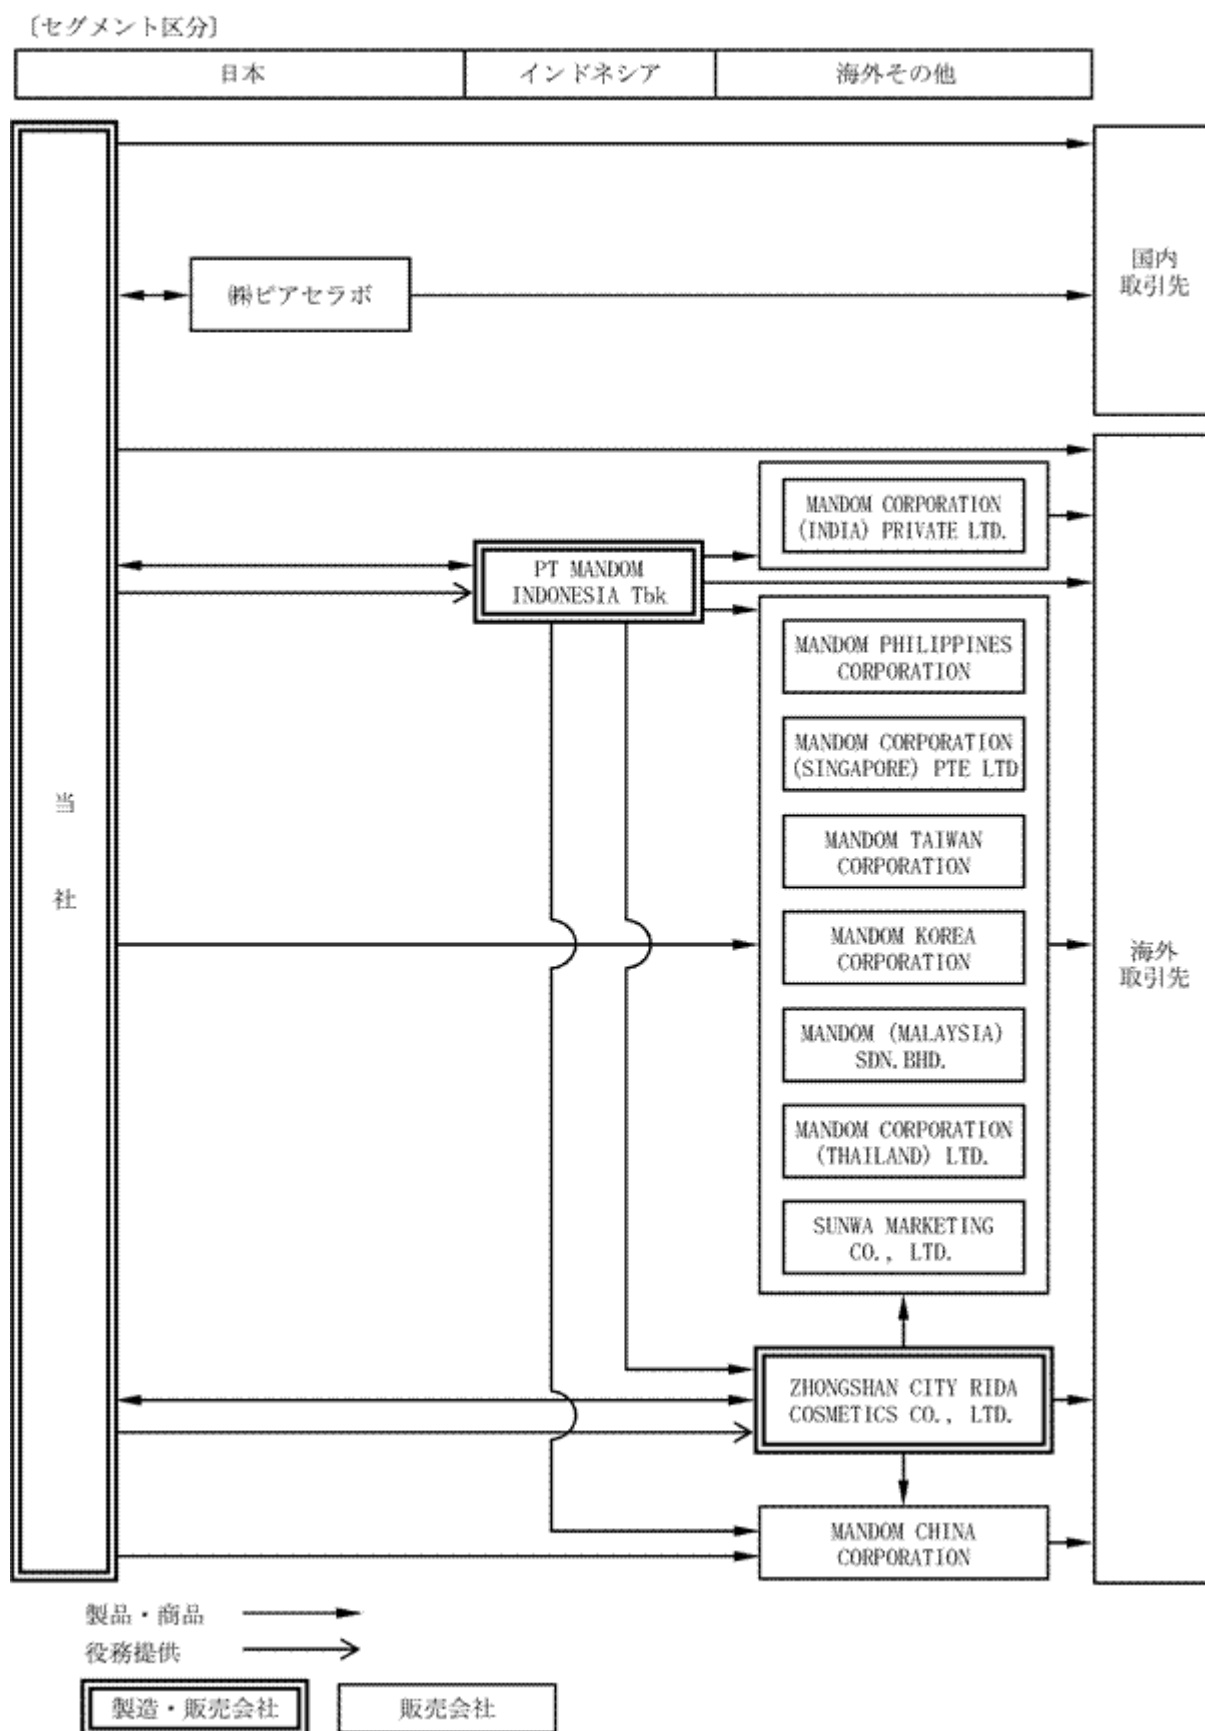 〔セグメント区分〕
日本
インドネシア
海外その他
国内
取引先
㈱ピアセラボ
MANDOM CORPORATION
(INDIA) PRIVATE LTD.
PT MANDOM
INDONESIA Tbk
MANDOM PHILIPPINES
CORPORATION
MANDOM CORPORATION
(SINGAPORE) PTE LTD
当
社
MANDOM TAIWAN
CORPORATION
MANDOM KOREA
CORPORATION
海外
取引先
MANDOM (MALAYSIA)
SDN.BHD.
MANDOM CORPORATION
(THAILAND) LTD.
SUNWA MARKETING
CO., LTD.
ZHONGSHAN CITY RIDA
COSMETICS CO., LTD.
MANDOM CHINA
CORPORATION
製品・商品
役務提供
製造・販売会社
販売会社